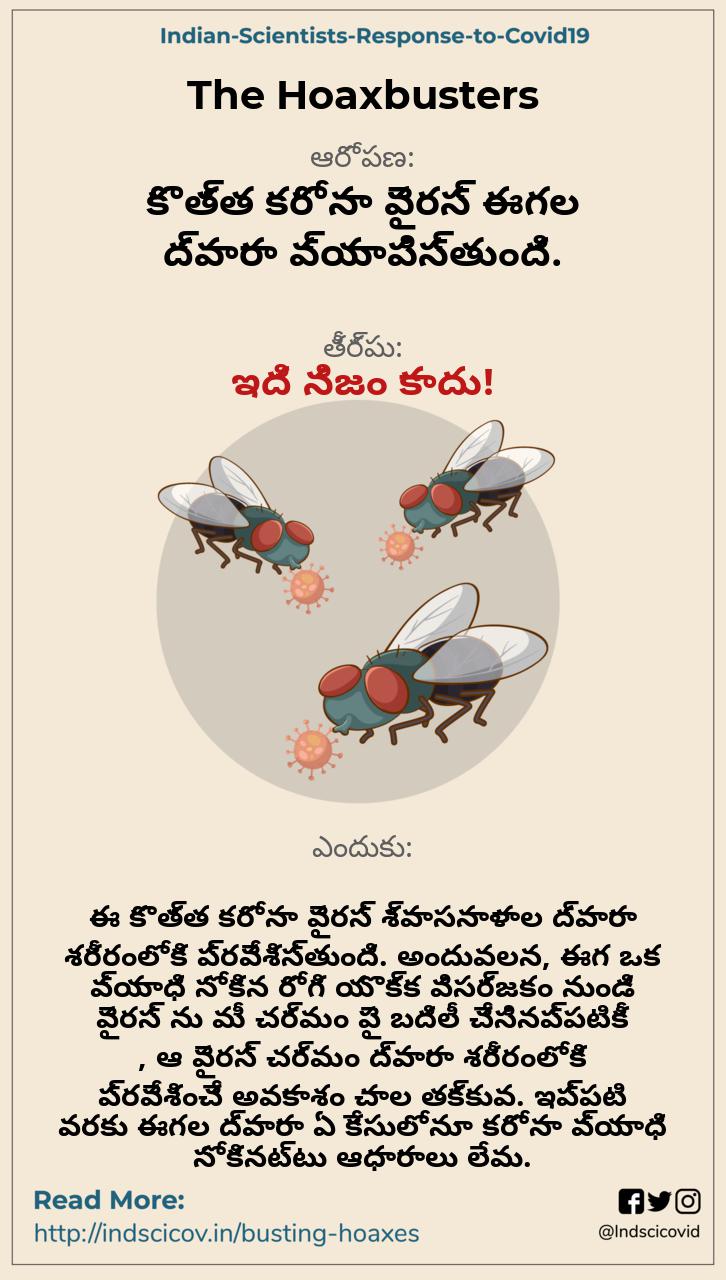 Indian-Scientists-Response-to-Covid19
The Hoaxbusters
ఆరోపణ:
కొత్త కరోనా వైరస్ ఈగల
ద్వారా వ్యాపిస్తుంది.
తీర్పు:
ఇది నిజం కాదు!
ఎందుకు:
ఈ కొత్త కరోనా వైరస్ శ్వాసనాళాల ద్వారా
శరీరంలోకి ప్రవేశిస్తుంది. అందువలన, ఈగ ఒక
వ్యాధి సోకిన రోగి యొక్క విసర్జకం నుండి
వైరస్ ను మీ చర్మం పై బదిలీ చేసినప్పటికీ
, ఆ వైరస్ చర్మం ద్వారా శరీరంలోకి
ప్రవేశించే అవకాశం చాల తక్కువ. ఇప్పటి
వరకు ఈగల ద్వారా ఏ కేసులోనూ కరోనా వ్యాధి
సోకినట్టు ఆధారాలు లేమ.
Read More:
http://indscicov.in/busting-hoaxes
@Indscicovid